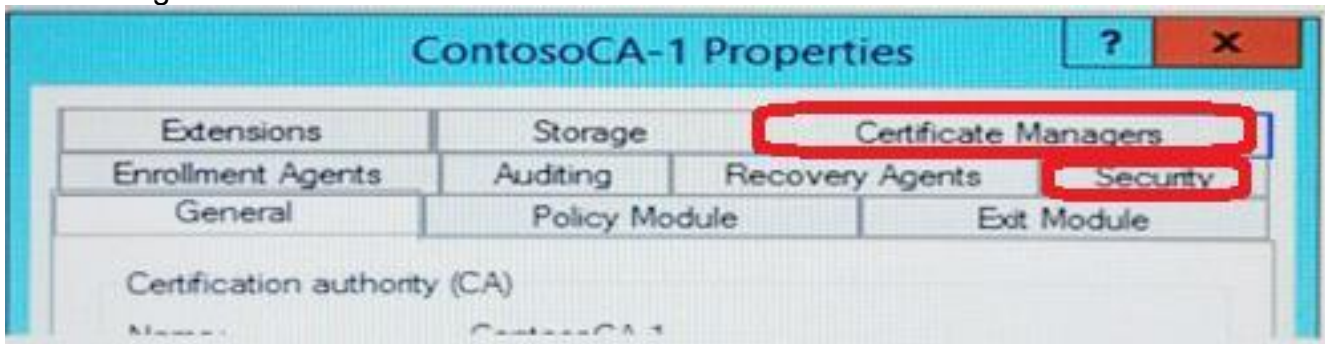 ContosoCA-1 Properties ? x
Extensions Storage Certificate Managers
Enrollment Agents Auditing Recovery Agents Security
General Policy Module Exit Module
Certification authority (CA)